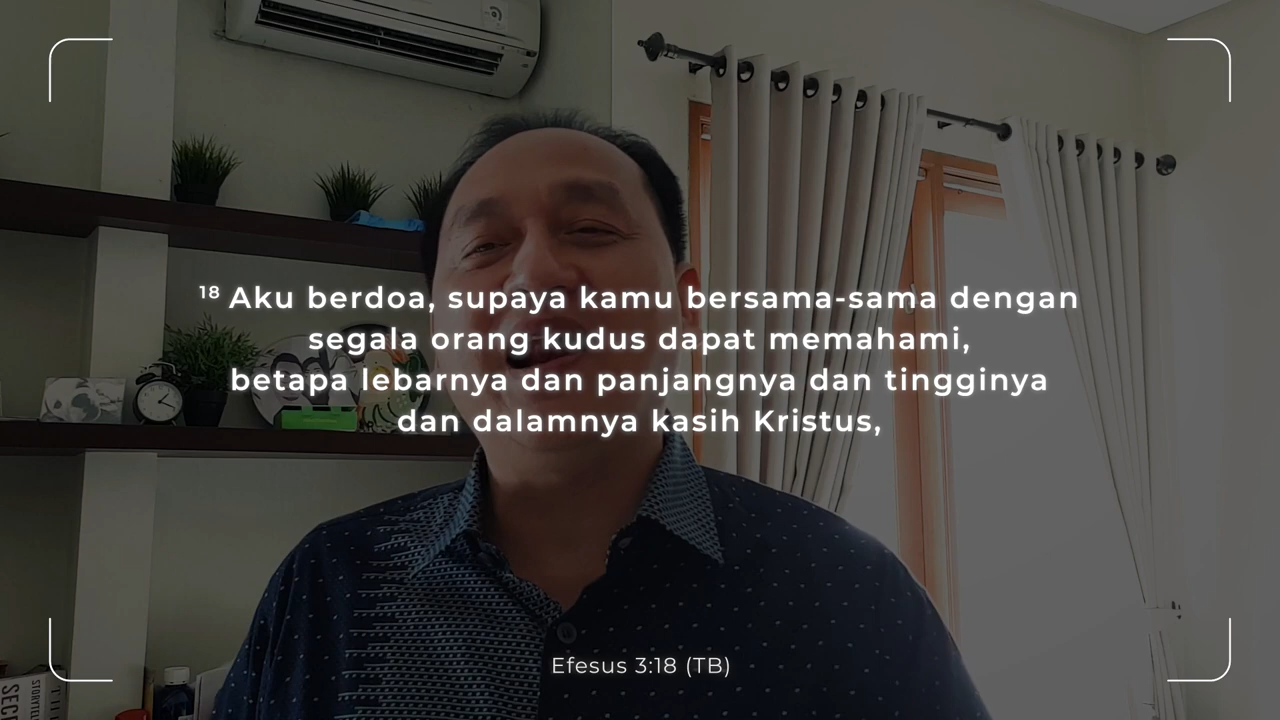 ¹⁸ Aku berdoa, supaya kamu bersama-sama dengan
segala orang kudus dapat memahami,
betapa lebarnya dan panjangnya dan tingginya
dan dalamnya kasih Kristus,
Efesus 3:18 (TB)